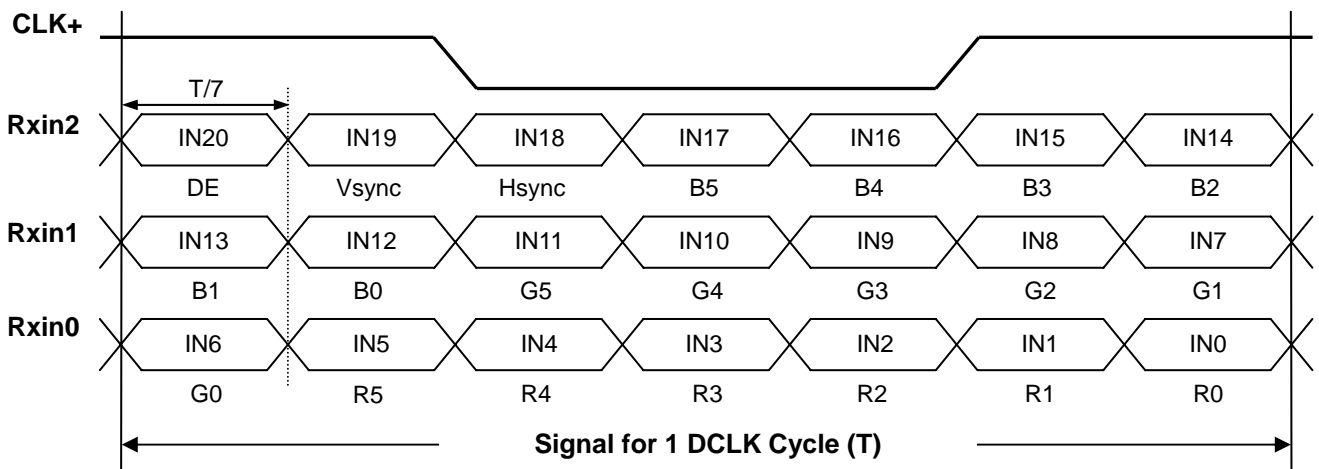 CLK+
T/7
Rxin2 IN20 IN19 IN18 IN17 IN16 IN15 IN14
DE Vsync Hsync B5 B4 B3 B2
Rxin1 IN13 IN12 IN11 IN10 IN9 IN8 IN7
B1 B0 G5 G4 G3 G2 G1
Rxin0 IN6 IN5 IN4 IN3 IN2 IN1 IN0
G0 R5 R4 R3 R2 R1 R0
Signal for 1 DCLK Cycle (T)